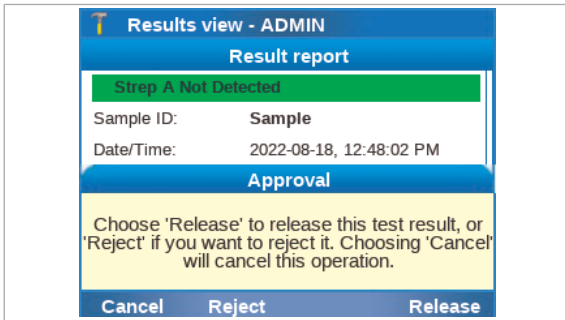 Results view - ADMIN
Result report
Strep A Not Detected
Sample ID: Sample
Date/Time: 2022-08-18, 12:48:02 PM
Approval
Choose 'Release' to release this test result, or
'Reject' if you want to reject it. Choosing 'Cancel'
will cancel this operation.
Cancel Reject Release